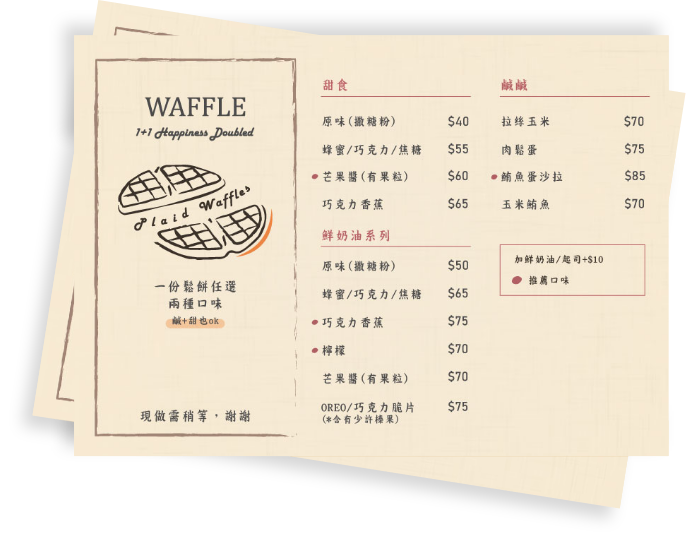 WAFFLE
1+1 Happiness Doubled
Plaid Waffles
一份鬆餅任選
兩種口味
鹹+甜也ok
現做需稍等，謝謝
甜食
原味(撒糖粉) $40
蜂蜜/巧克力/焦糖 $55
芒果醬(有果粒) $60
巧克力香蕉 $65
鮮奶油系列
原味(撒糖粉) $50
蜂蜜/巧克力/焦糖 $65
巧克力香蕉 $75
檸檬 $70
芒果醬(有果粒) $70
OREO/巧克力脆片 $75
(*含有少許榛果)
鹹鹹
拉絲玉米 $70
肉鬆蛋 $75
鮪魚蛋沙拉 $85
玉米鮪魚 $70
加鮮奶油/起司+$10
推薦口味